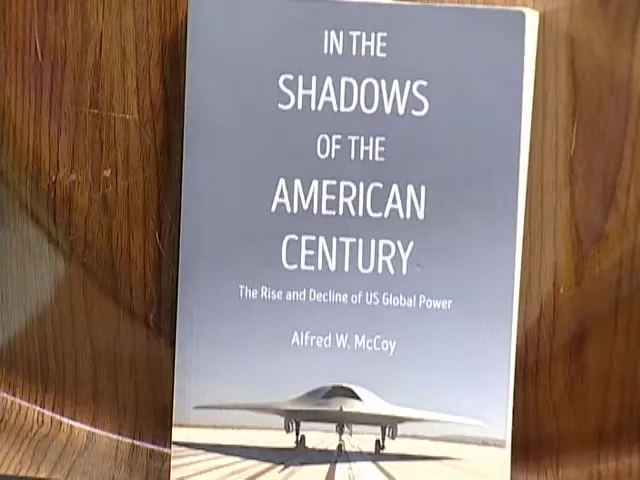 IN THE
SHADOWS
OF THE
AMERICAN
CENTURY
The Rise and Decline of US Global Power
Alfred W. McCoy